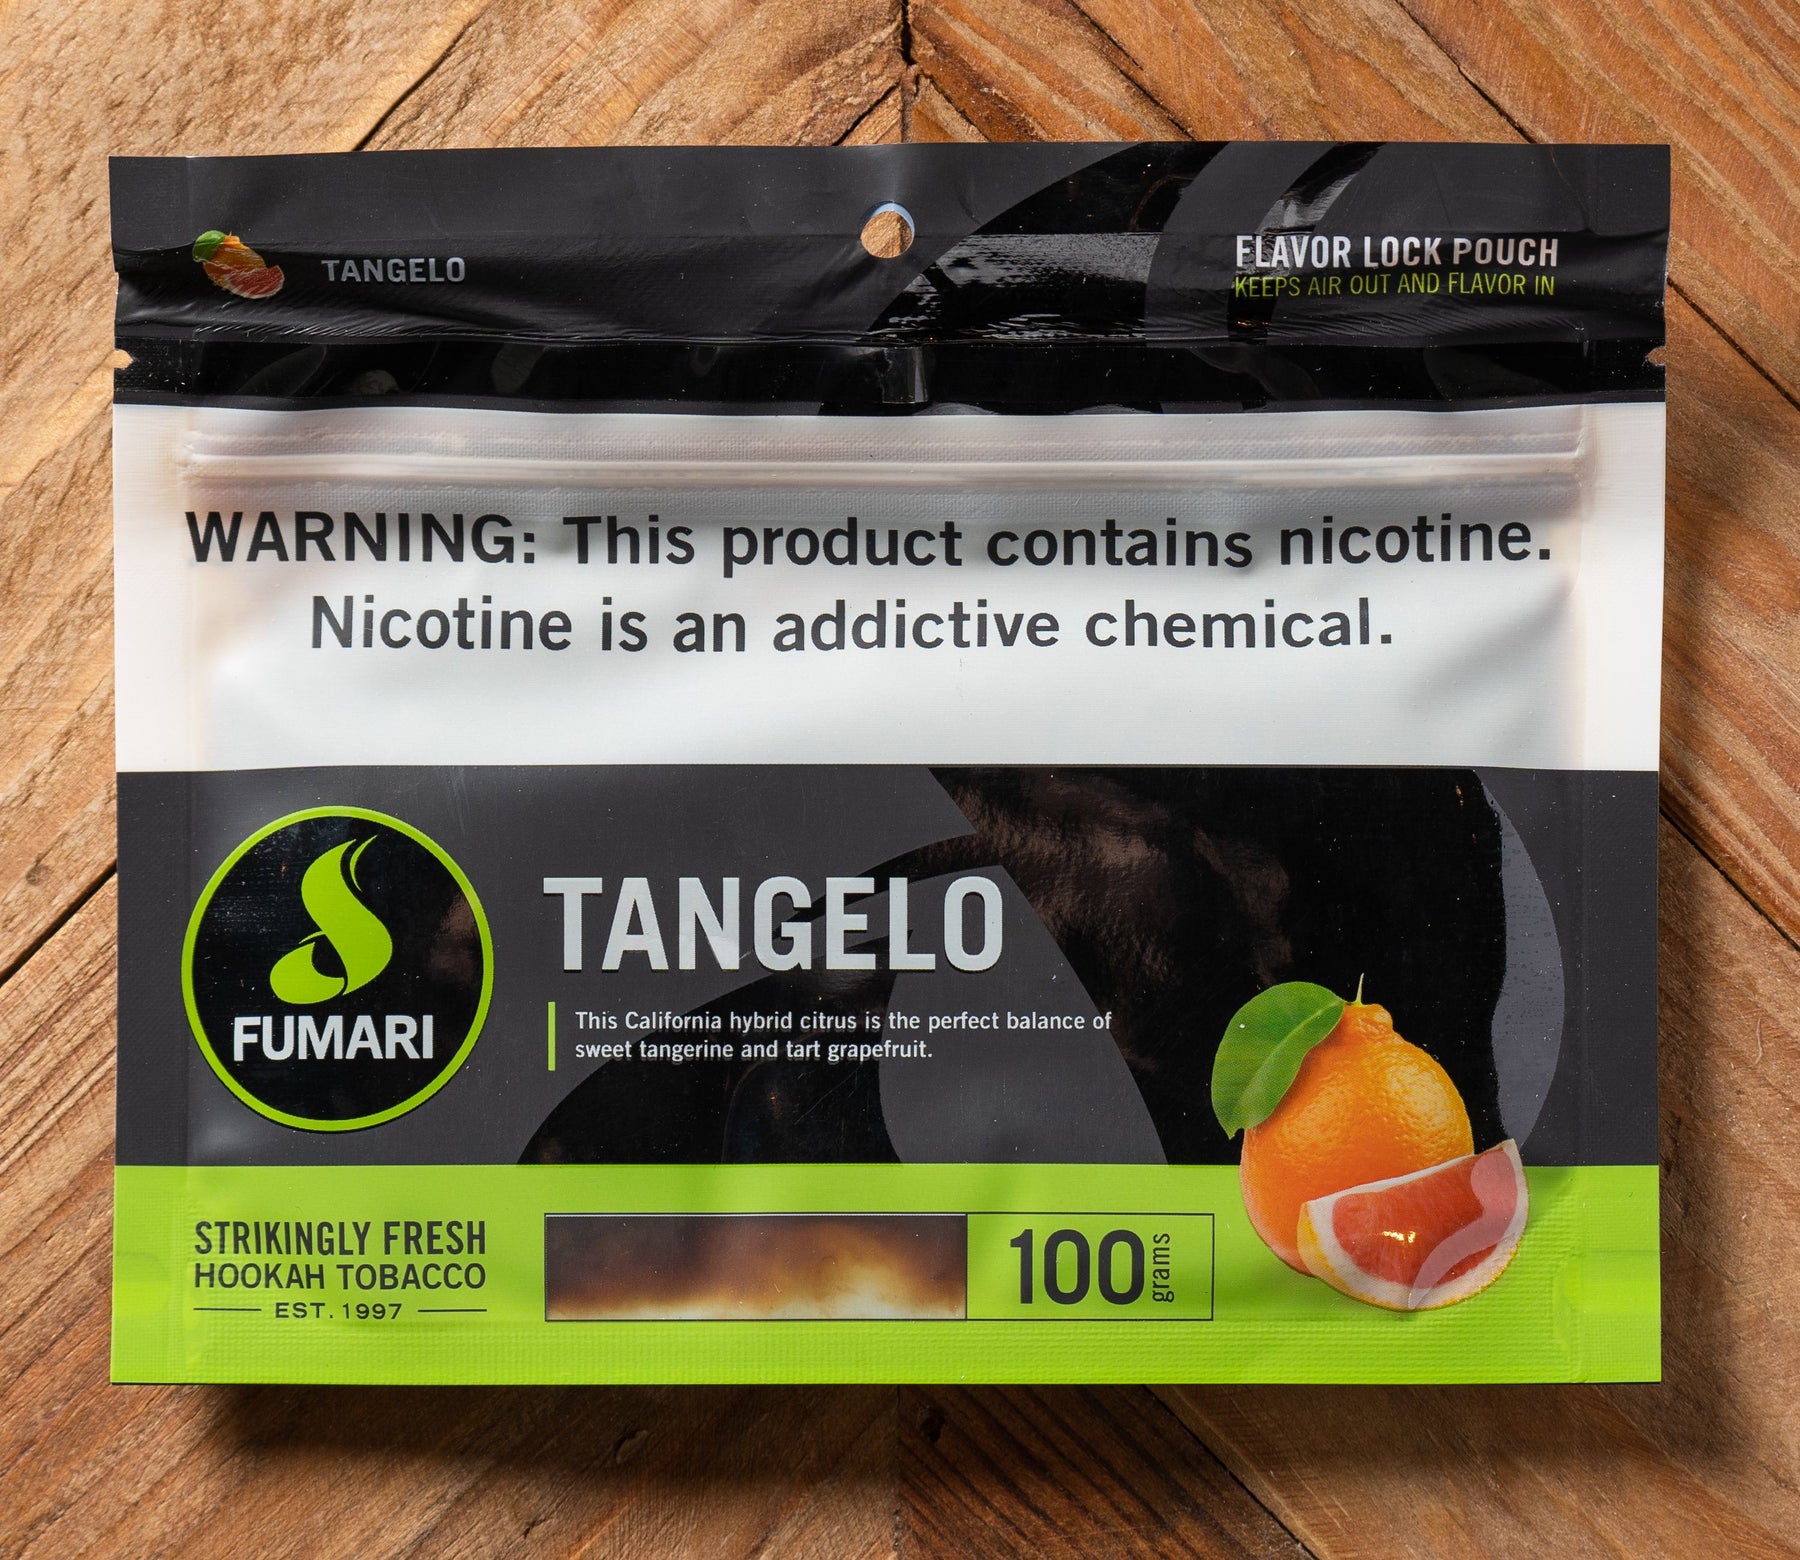 TANGELO
FLAVOR LOCK POUCH
KEEPS AIR OUT AND FLAVOR IN
WARNING: This product contains nicotine.
Nicotine is an addictive chemical.
FUMARI
TANGELO
This California hybrid citrus is the perfect balance of
sweet tangerine and tart grapefruit.
STRIKINGLY FRESH
HOOKAH TOBACCO
EST. 1997
100 grams